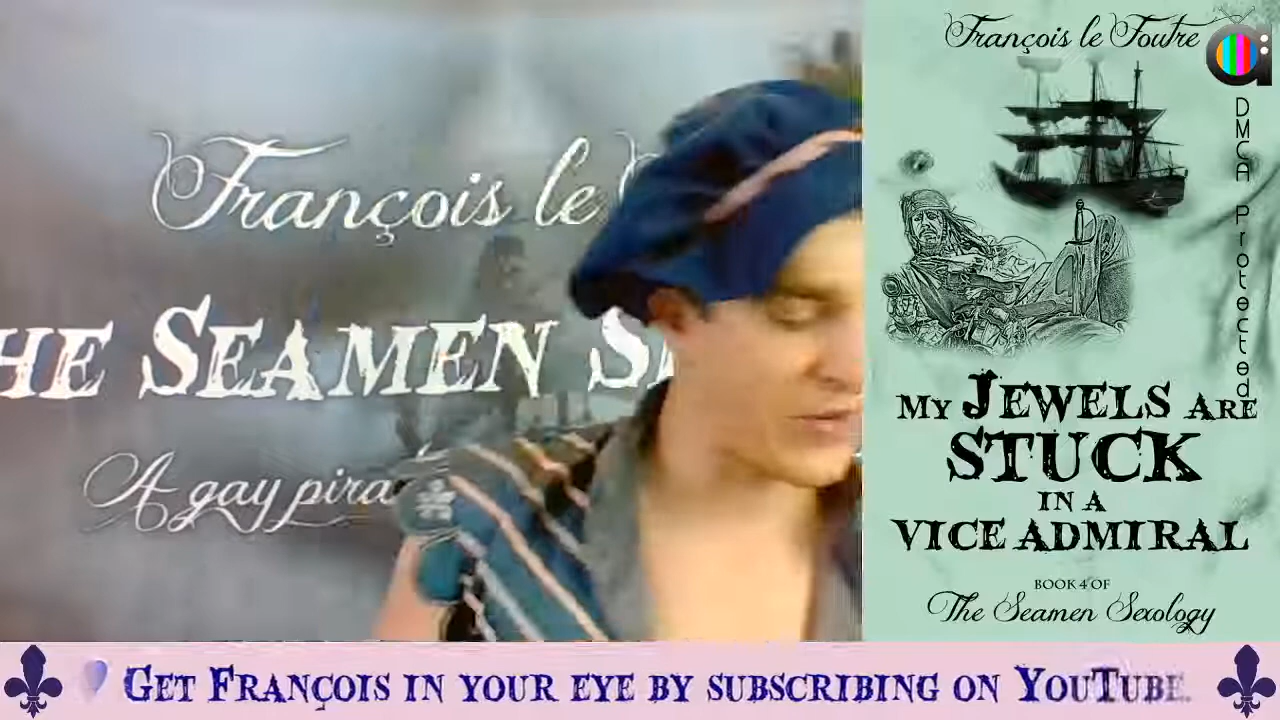 François le
HE SEAMEN S
A gay pira
François le Foutre
DMCA Protected
MY JEWELS ARE
STUCK
IN A
VICE ADMIRAL
BOOK 4 OF
The Seamen Sexology
GET FRANÇOIS IN YOUR EYE BY SUBSCRIBING ON YOUTUBE.